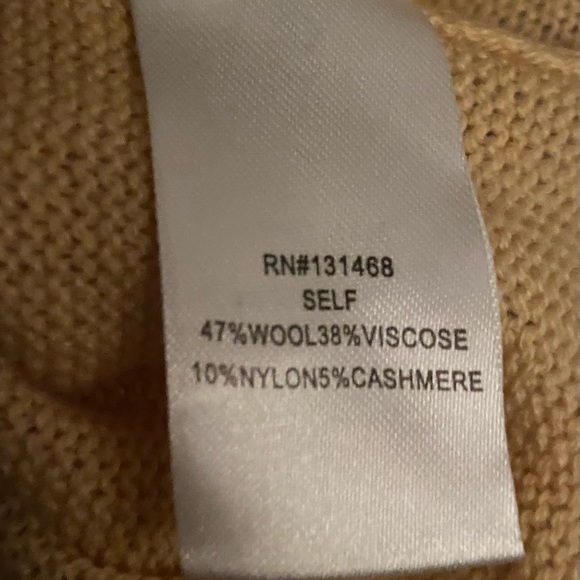 RN#131468
SELF
47%WOOL38%VISCOSE
10%NYLON5%CASHMERE